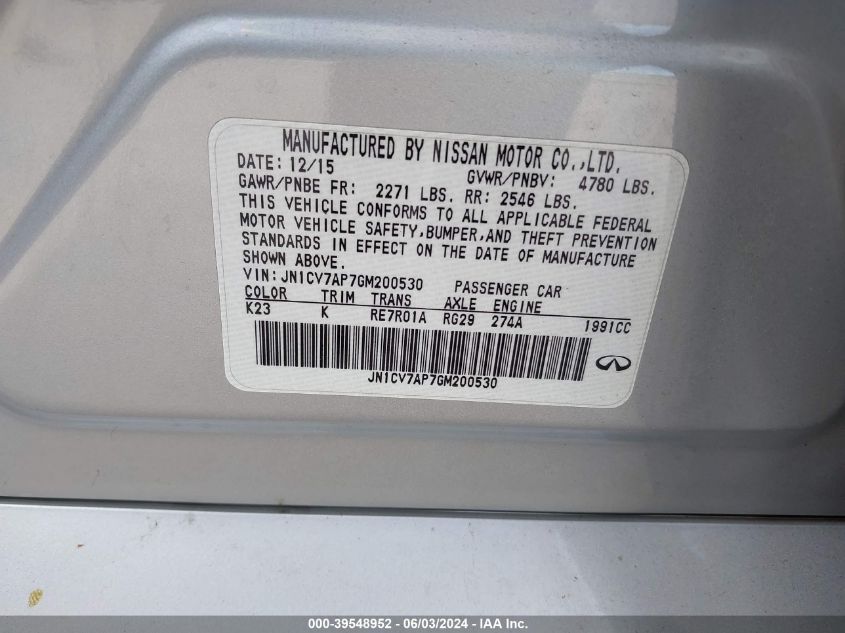 MANUFACTURED BY NISSAN MOTOR CO.,LTD.
DATE: 12/15 GVWR/PNBV: 4780 LBS.
GAWR/PNBE FR: 2271 LBS. RR: 2546 LBS.
THIS VEHICLE CONFORMS TO ALL APPLICABLE FEDERAL
MOTOR VEHICLE SAFETY,BUMPER,AND THEFT PREVENTION
STANDARDS IN EFFECT ON THE DATE OF MANUFACTURE
SHOWN ABOVE.
VIN:JN1CV7AP7GM200530 PASSENGER CAR
COLOR TRIM TRANS AXLE ENGINE
K23 K RE7R01A RG29 274A 1991CC
JN1CV7AP7GM200530
000-39548952 - 06/03/2024 - IAA Inc.